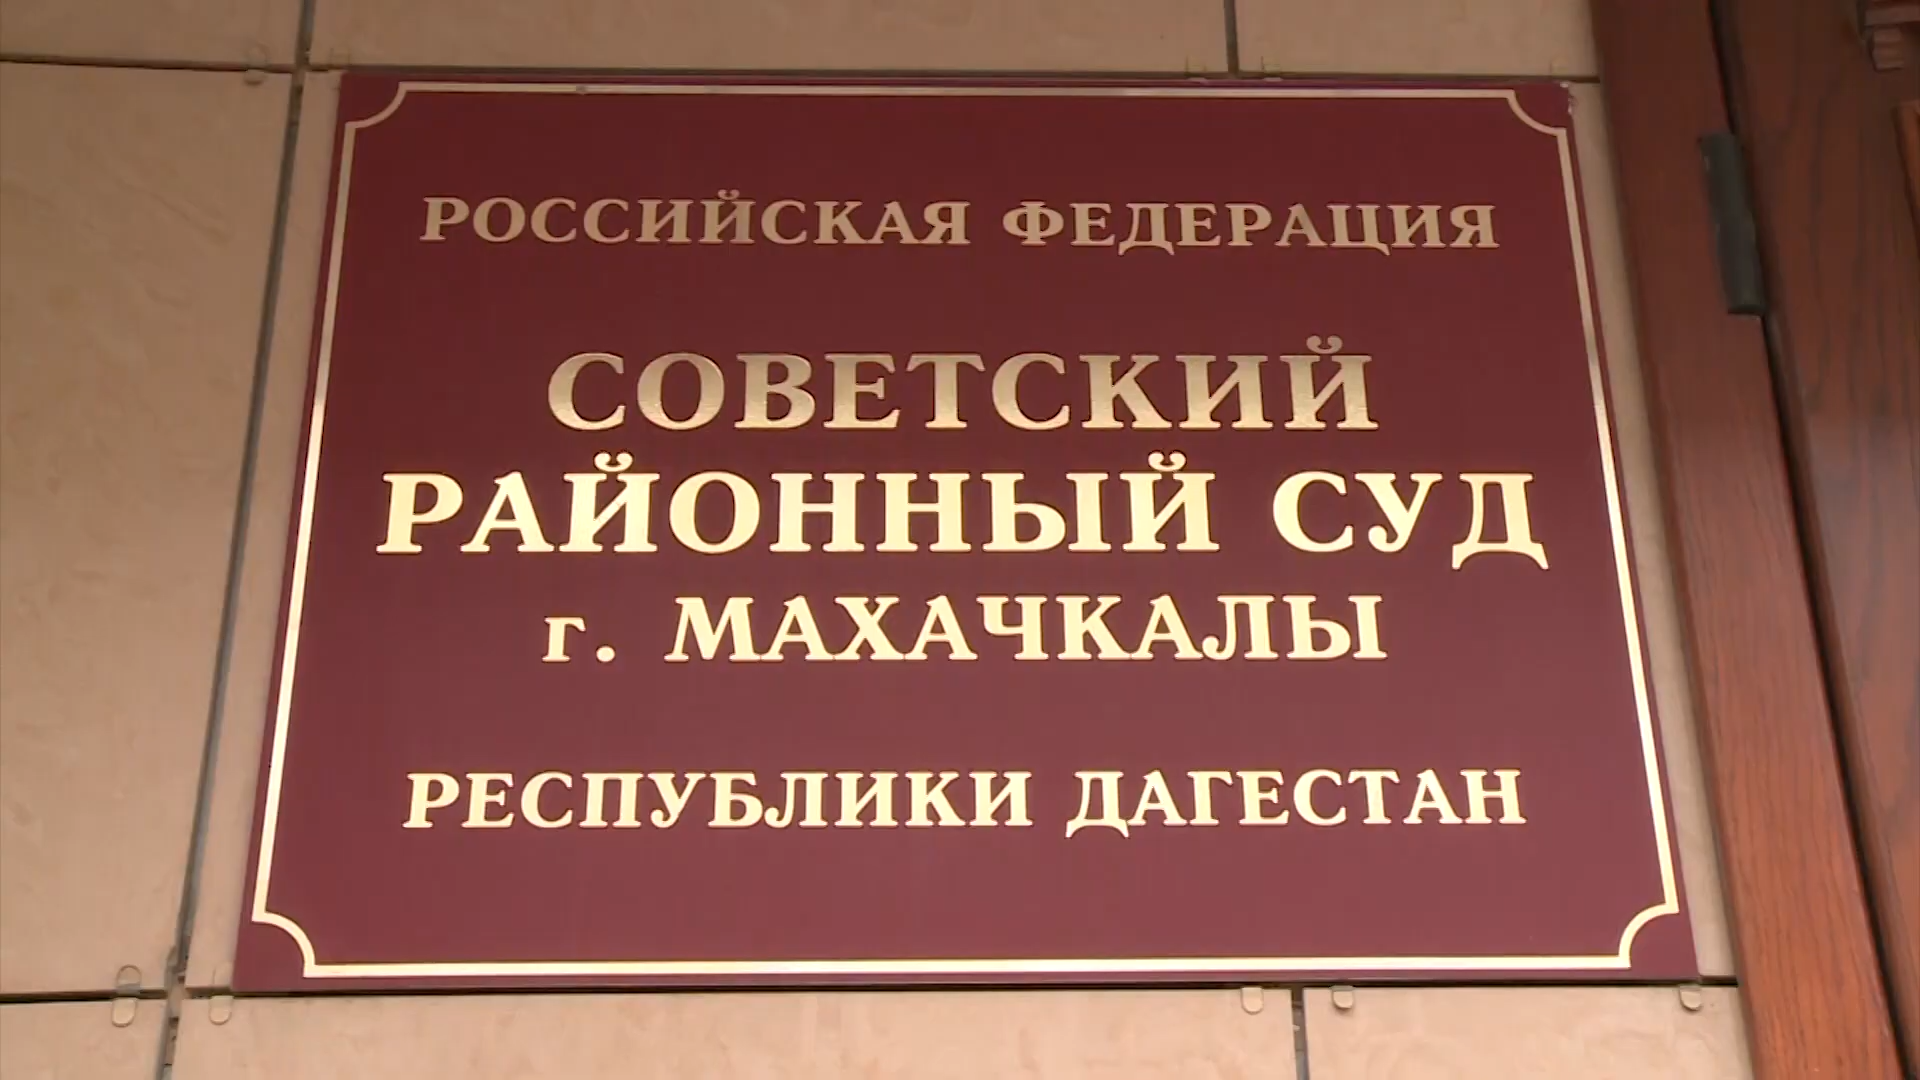 РОССИЙСКАЯ ФЕДЕРАЦИЯ
СОВЕТСКИЙ
РАЙОННЫЙ СУД
г. МАХАЧКАЛЫ
РЕСПУБЛИКИ ДАГЕСТАН